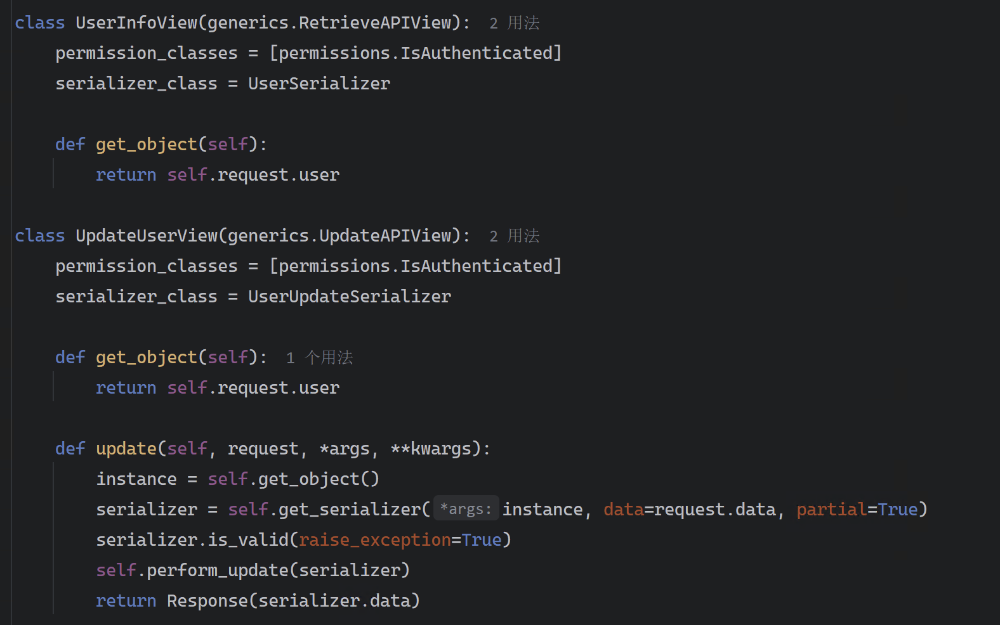 class UserInfoView(generics.RetrieveAPIView):  2 用法
    permission_classes = [permissions.IsAuthenticated]
    serializer_class = UserSerializer

    def get_object(self):
        return self.request.user

class UpdateUserView(generics.UpdateAPIView):  2 用法
    permission_classes = [permissions.IsAuthenticated]
    serializer_class = UserUpdateSerializer

    def get_object(self):  1 个用法
        return self.request.user

    def update(self, request, *args, **kwargs):
        instance = self.get_object()
        serializer = self.get_serializer( *args: instance, data=request.data, partial=True)
        serializer.is_valid(raise_exception=True)
        self.perform_update(serializer)
        return Response(serializer.data)